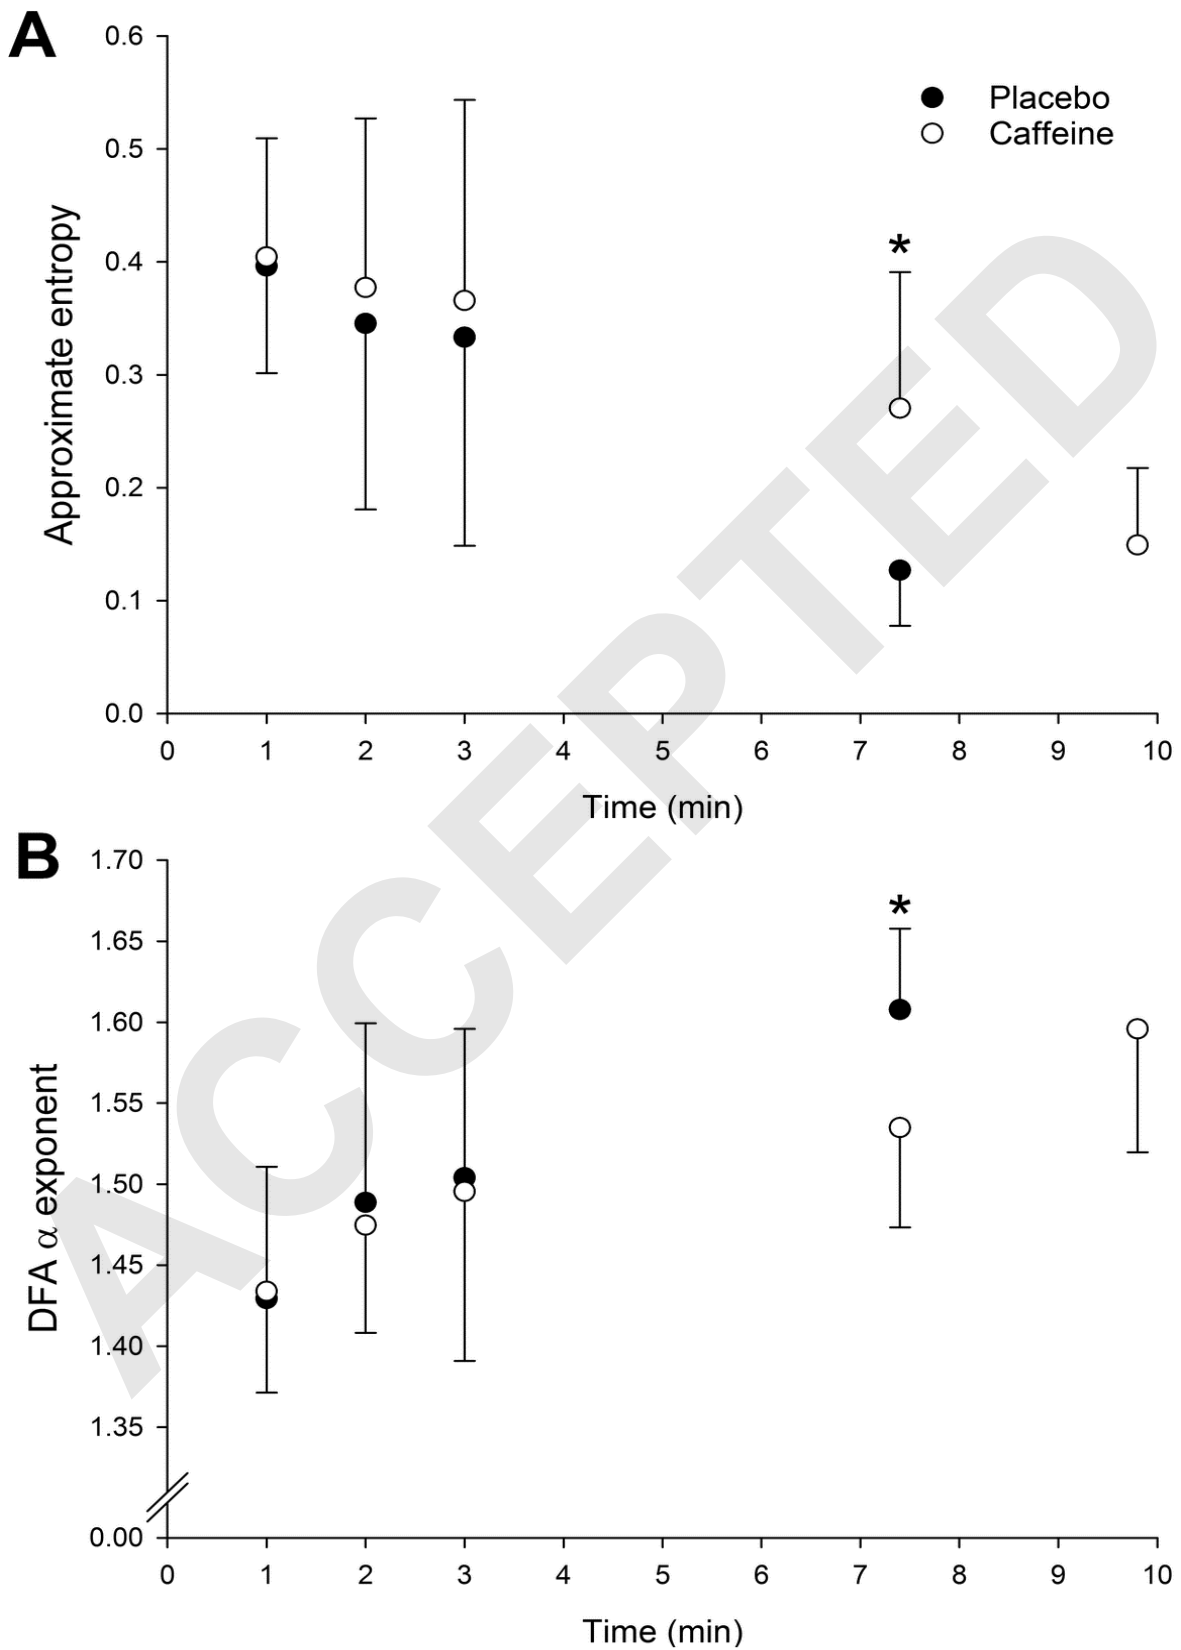 A
0.6
Placebo
Caffeine
0.5
0.4
*
0.3
0.2
0.1
0.0
Approximate entropy
0 1 2 3 4 5 6 7 8 9 10
Time (min)
B
1.70
*
1.65
1.60
1.55
1.50
1.45
1.40
1.35
0.00
DFA α exponent
0 1 2 3 4 5 6 7 8 9 10
Time (min)
ACCEPTED